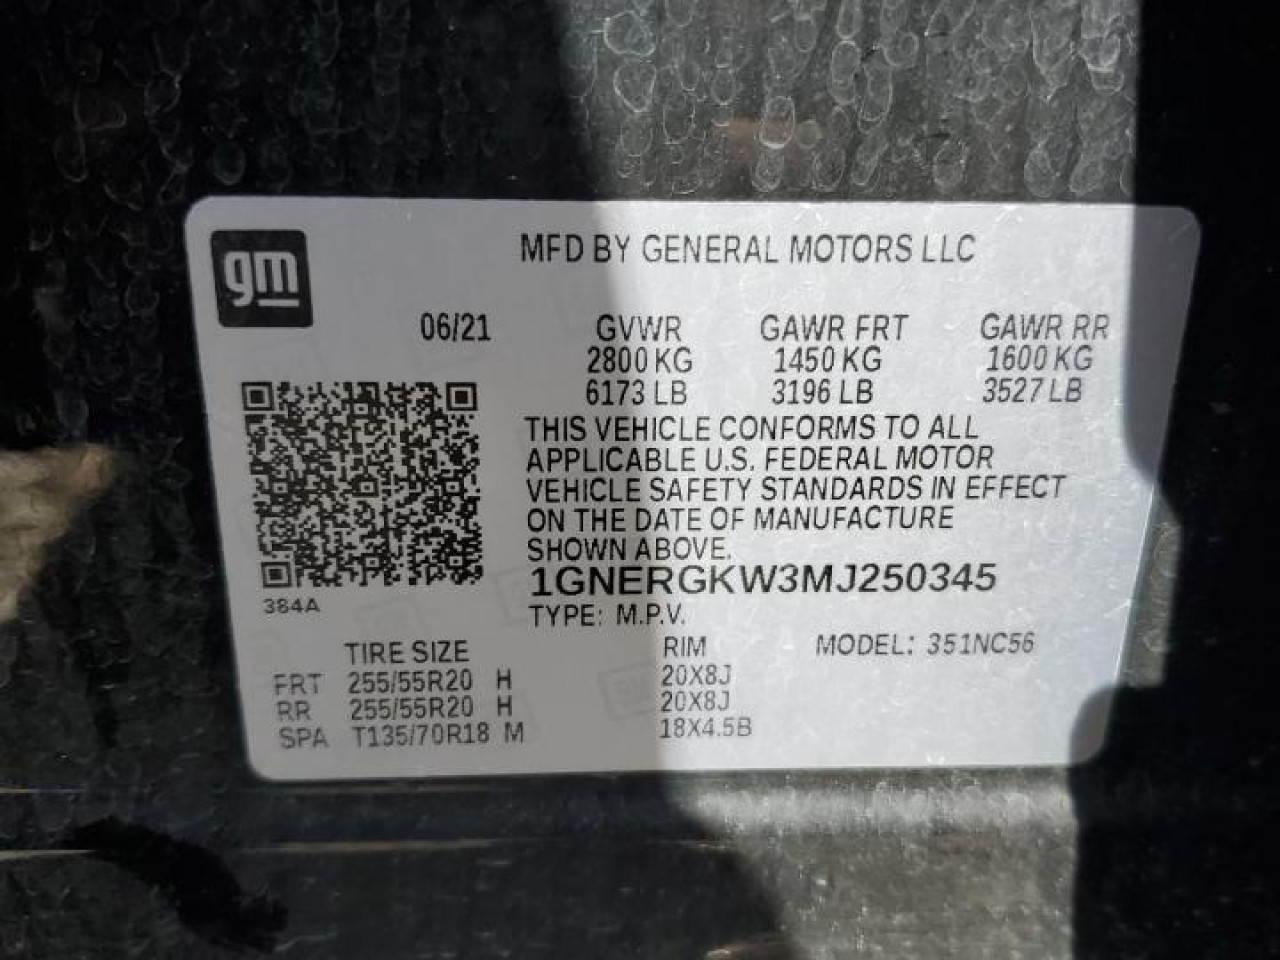 gm
MFD BY GENERAL MOTORS LLC
06/21 GVWR GAWR FRT GAWR RR
2800 KG 1450 KG 1600 KG
6173 LB 3196 LB 3527 LB
THIS VEHICLE CONFORMS TO ALL
APPLICABLE U.S. FEDERAL MOTOR
VEHICLE SAFETY STANDARDS IN EFFECT
ON THE DATE OF MANUFACTURE
SHOWN ABOVE.
1GNERGKW3MJ250345
384A
TYPE: M.P.V.
TIRE SIZE RIM MODEL: 351NC56
FRT 255/55R20 H 20X8J
RR 255/55R20 H 20X8J
SPA T135/70R18 M 18X4.5B